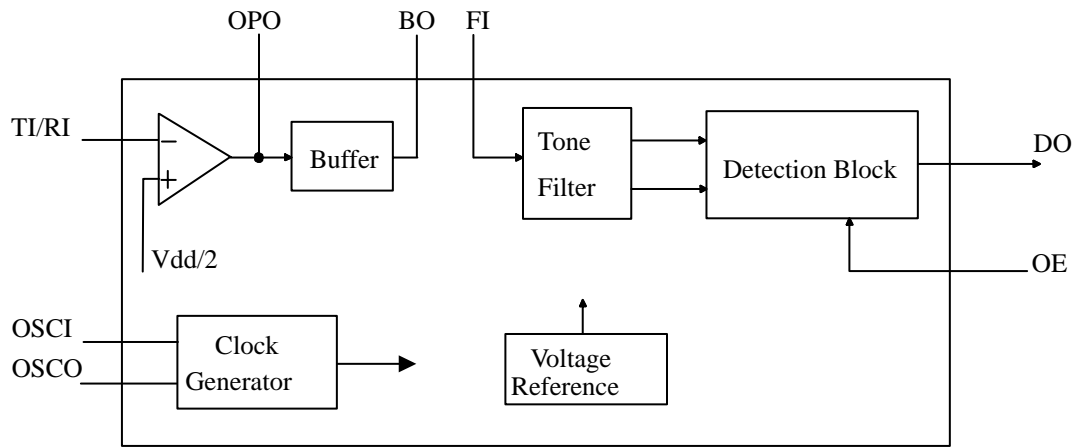 OPO
BO
FI
TI/RI
−
+
Vdd/2
Buffer
Tone
Filter
Detection Block
DO
OE
OSCI
OSCO
Clock
Generator
Voltage
Reference